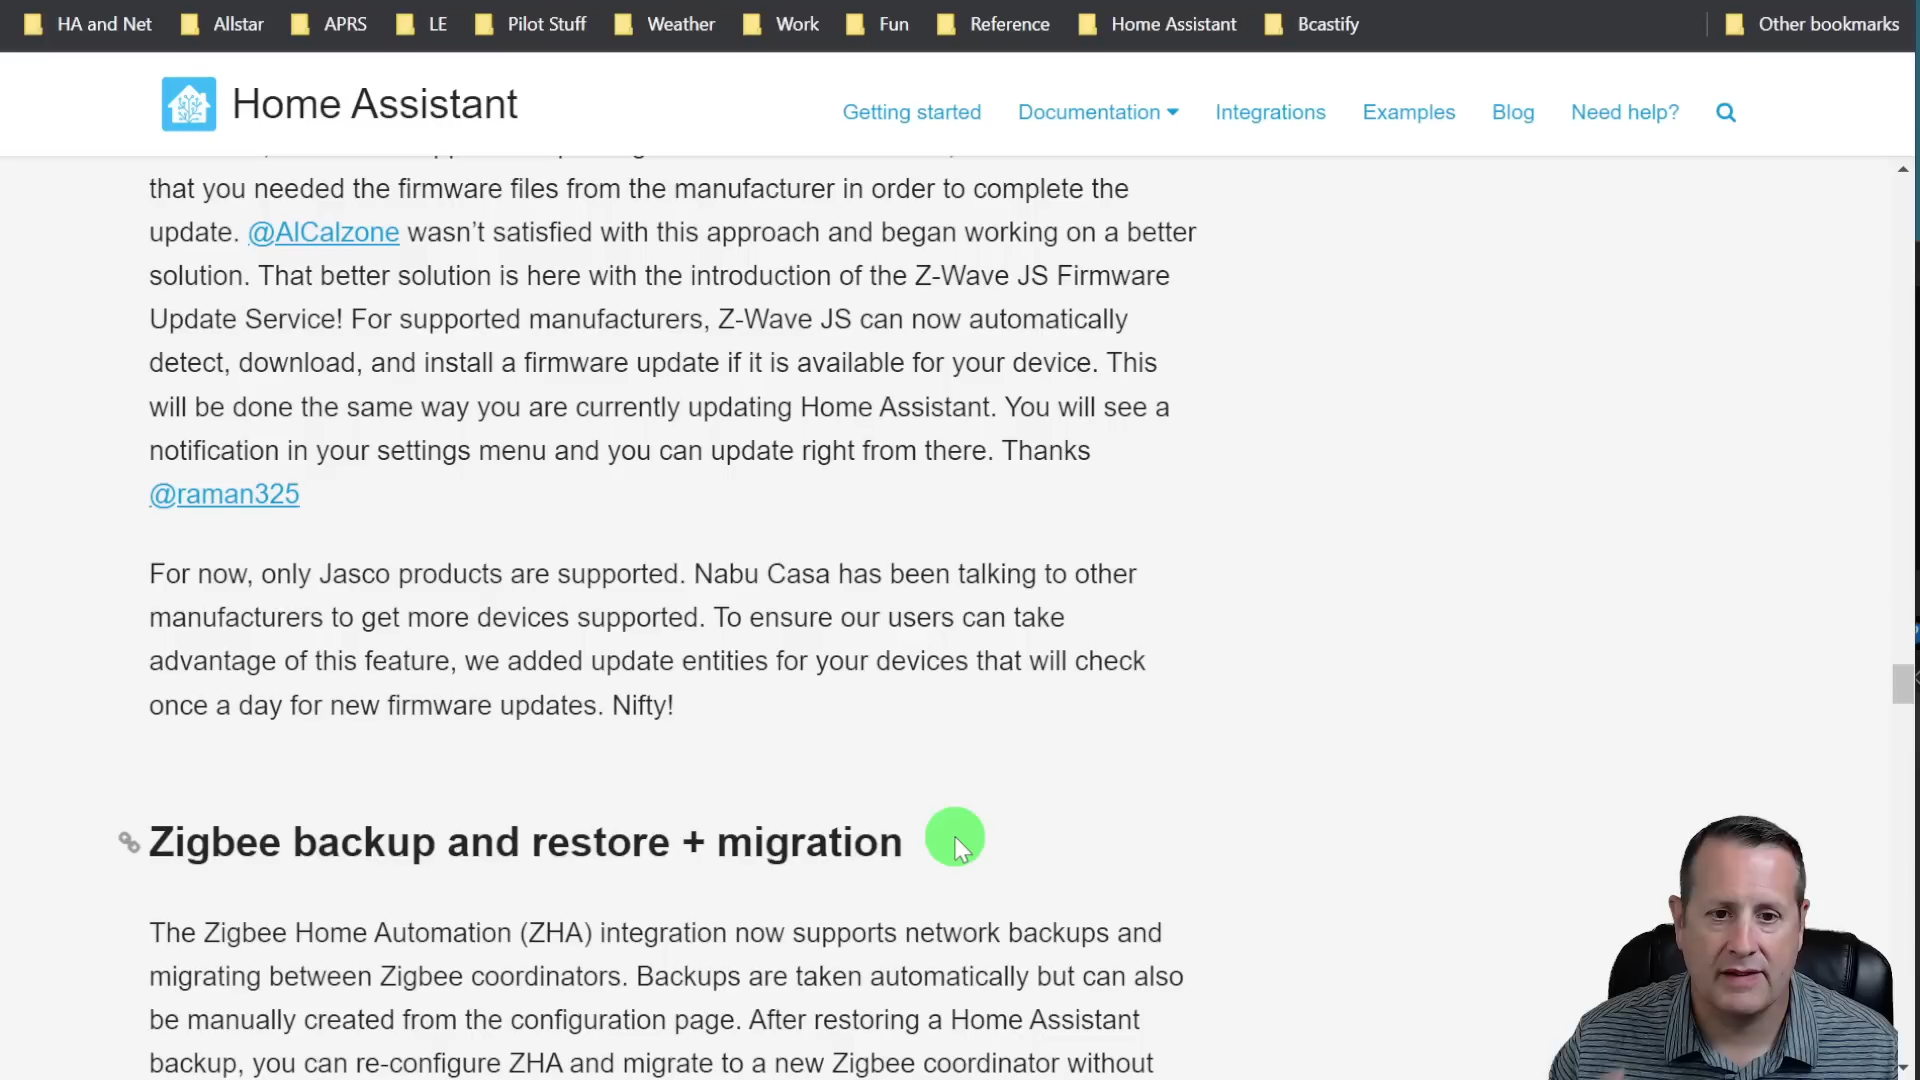 HA and Net Allstar APRS LE Pilot Stuff Weather Work Fun Reference Home Assistant Bcastify Other bookmarks
Home Assistant
Getting started Documentation Integrations Examples Blog Need help?
that you needed the firmware files from the manufacturer in order to complete the
update. @AlCalzone wasn’t satisfied with this approach and began working on a better
solution. That better solution is here with the introduction of the Z-Wave JS Firmware
Update Service! For supported manufacturers, Z-Wave JS can now automatically
detect, download, and install a firmware update if it is available for your device. This
will be done the same way you are currently updating Home Assistant. You will see a
notification in your settings menu and you can update right from there. Thanks
@raman325
For now, only Jasco products are supported. Nabu Casa has been talking to other
manufacturers to get more devices supported. To ensure our users can take
advantage of this feature, we added update entities for your devices that will check
once a day for new firmware updates. Nifty!
Zigbee backup and restore + migration
The Zigbee Home Automation (ZHA) integration now supports network backups and
migrating between Zigbee coordinators. Backups are taken automatically but can also
be manually created from the configuration page. After restoring a Home Assistant
backup, you can re-configure ZHA and migrate to a new Zigbee coordinator without